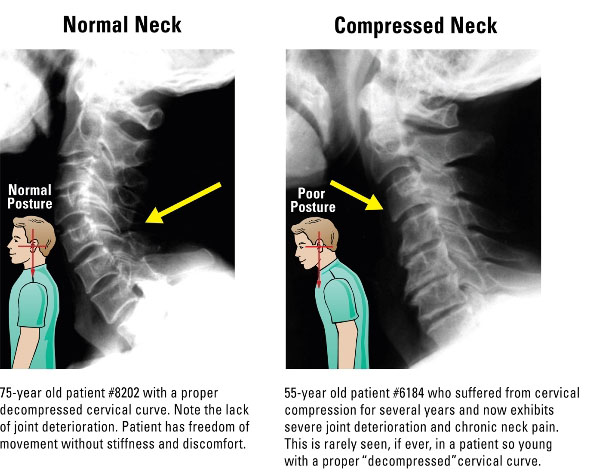 Normal Neck
Compressed Neck
Normal
Posture
Poor
Posture
75-year old patient #8202 with a proper
decompressed cervical curve. Note the lack
of joint deterioration. Patient has freedom of
movement without stiffness and discomfort.
55-year old patient #6184 who suffered from cervical
compression for several years and now exhibits
severe joint deterioration and chronic neck pain.
This is rarely seen, if ever, in a patient so young
with a proper “decompressed”cervical curve.